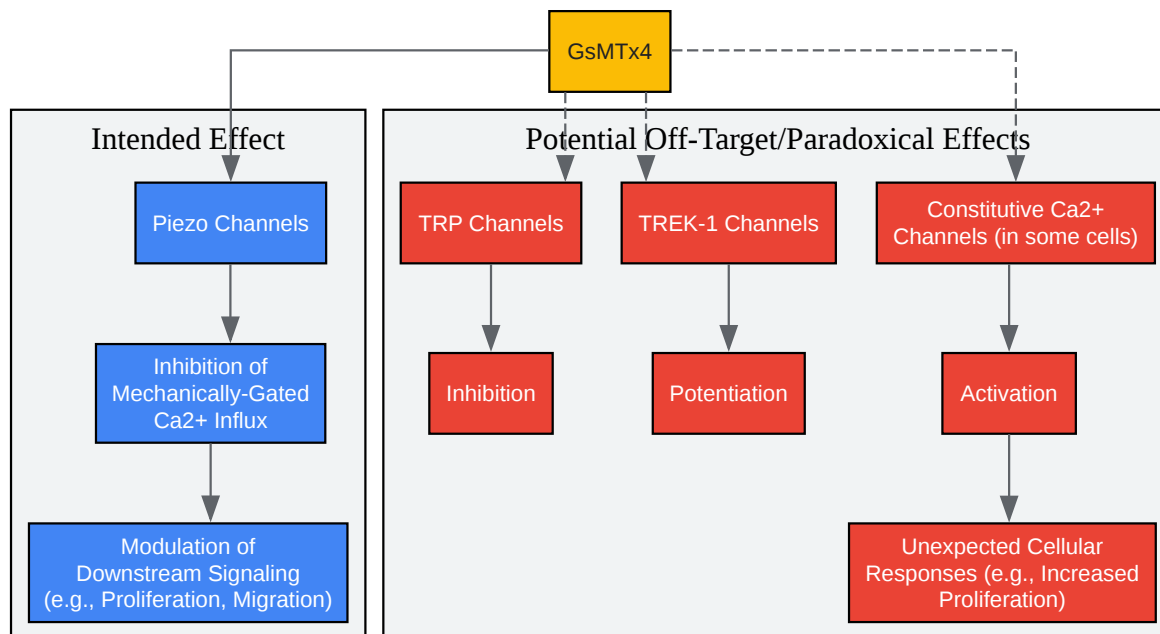 GsMTx4
Intended Effect
Piezo Channels
Inhibition of
Mechanically-Gated
Ca2+ Influx
Modulation of
Downstream Signaling
(e.g., Proliferation, Migration)
Potential Off-Target/Paradoxical Effects
TRP Channels
Inhibition
TREK-1 Channels
Potentiation
Constitutive Ca2+
Channels (in some cells)
Activation
Unexpected Cellular
Responses (e.g., Increased
Proliferation)